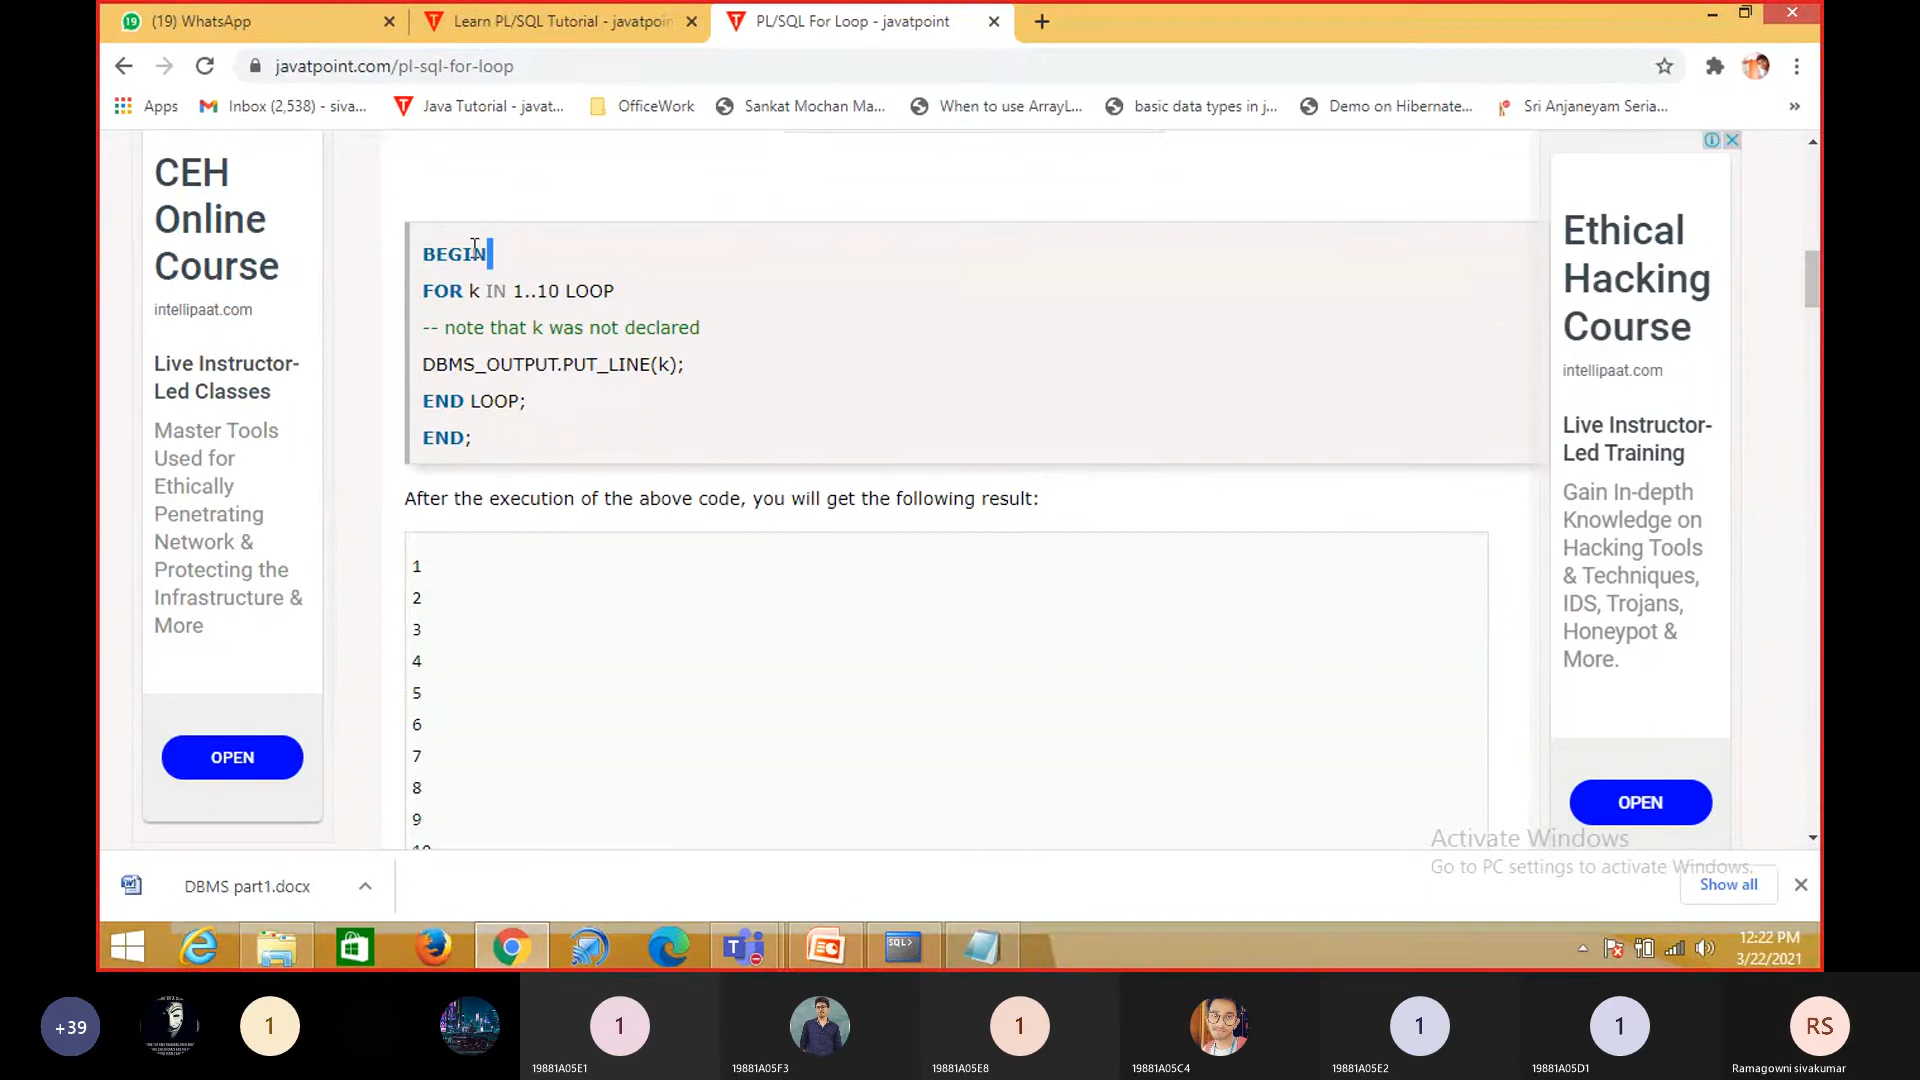 (19) WhatsApp
Learn PL/SQL Tutorial - javatpoin
PL/SQL For Loop - javatpoint
javatpoint.com/pl-sql-for-loop
Apps
Inbox (2,538) - siva...
Java Tutorial - javat...
OfficeWork
Sankat Mochan Ma...
When to use ArrayL...
basic data types in j...
Demo on Hibernate...
Sri Anjaneyam Seria...
»
CEH
Online
Course
intellipaat.com
Live Instructor-
Led Classes
Master Tools
Used for
Ethically
Penetrating
Network &
Protecting the
Infrastructure &
More
OPEN
BEGIN
FOR k IN 1..10 LOOP
-- note that k was not declared
DBMS_OUTPUT.PUT_LINE(k);
END LOOP;
END;
After the execution of the above code, you will get the following result:
1
2
3
4
5
6
7
8
9
10
Ethical
Hacking
Course
intellipaat.com
Live Instructor-
Led Training
Gain In-depth
Knowledge on
Hacking Tools
& Techniques,
IDS, Trojans,
Honeypot &
More.
OPEN
Activate Windows
Go to PC settings to activate Windows.
DBMS part1.docx
Show all
SQL>
12:22 PM
3/22/2021
+39
1
1
19881A05E1
19881A05F3
1
19881A05E8
19881A05C4
1
19881A05E2
1
19881A05D1
RS
Ramagowni sivakumar